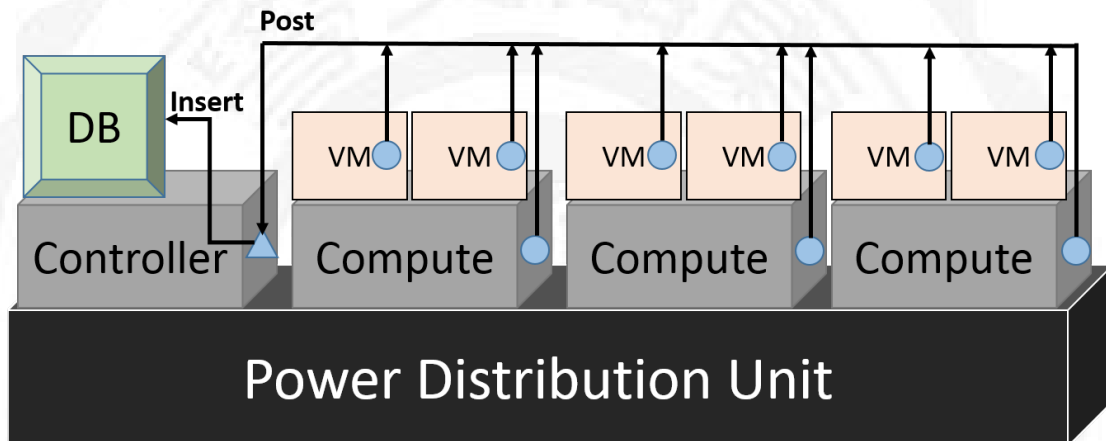 Post
Insert
DB
VM VM VM VM VM VM
Controller Compute Compute Compute
Power Distribution Unit